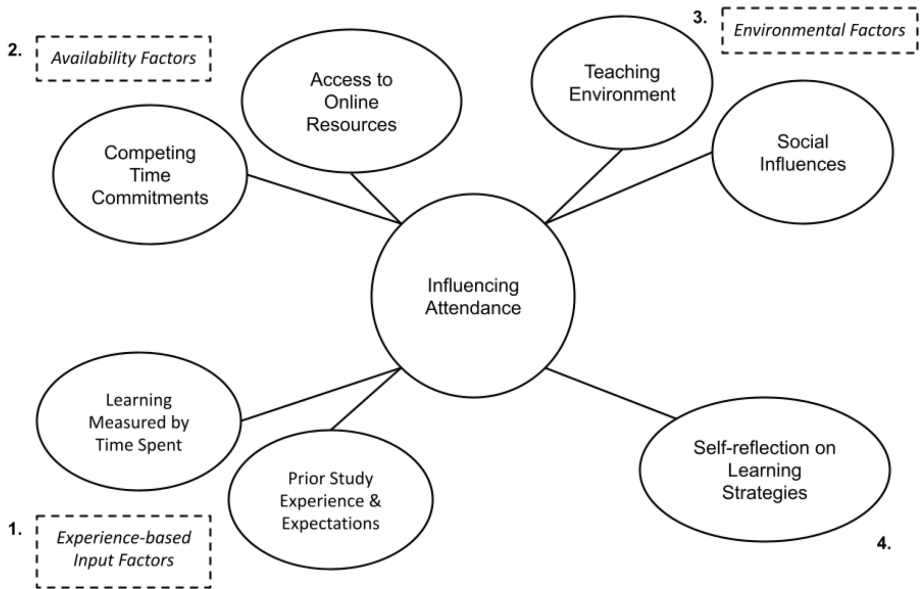 2.
Availability Factors
Access to
Online
Resources
Competing
Time
Commitments
3.
Environmental Factors
Teaching
Environment
Social
Influences
Influencing
Attendance
Learning
Measured by
Time Spent
Prior Study
Experience &
Expectations
1.
Experience-based
Input Factors
Self-reflection on
Learning
Strategies
4.